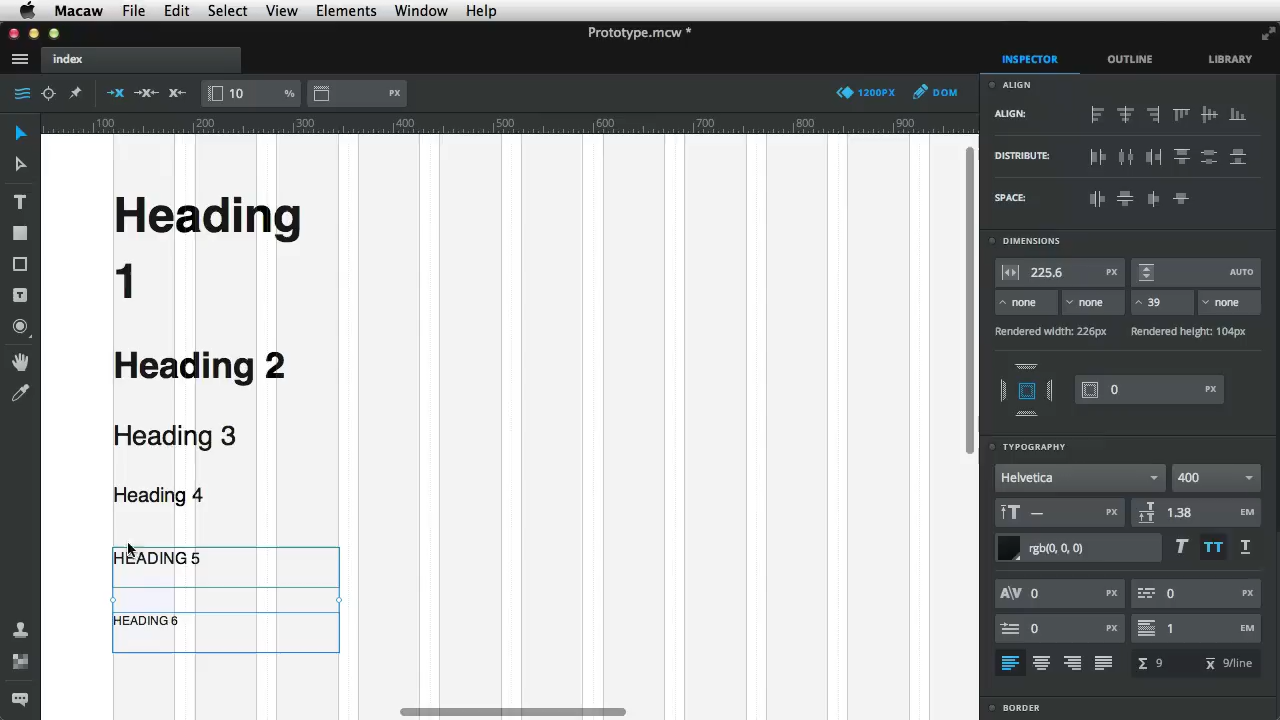 Macaw File Edit Select View Elements Window Help
Prototype.mcw *
index
INSPECTOR OUTLINE LIBRARY
10 % PX 1200PX DOM
100 200 300 400 500 600 700 800 900
ALIGN
ALIGN:
DISTRIBUTE:
SPACE:
DIMENSIONS
225.6 PX AUTO
none none 39 none
Rendered width: 226px Rendered height: 104px
0 PX
TYPOGRAPHY
Helvetica 400
— PX 1.38 EM
rgb(0, 0, 0) T TT T
0 PX 0 PX
0 PX 1 EM
Σ 9 x 9/line
BORDER
Heading
1
Heading 2
Heading 3
Heading 4
HEADING 5
HEADING 6